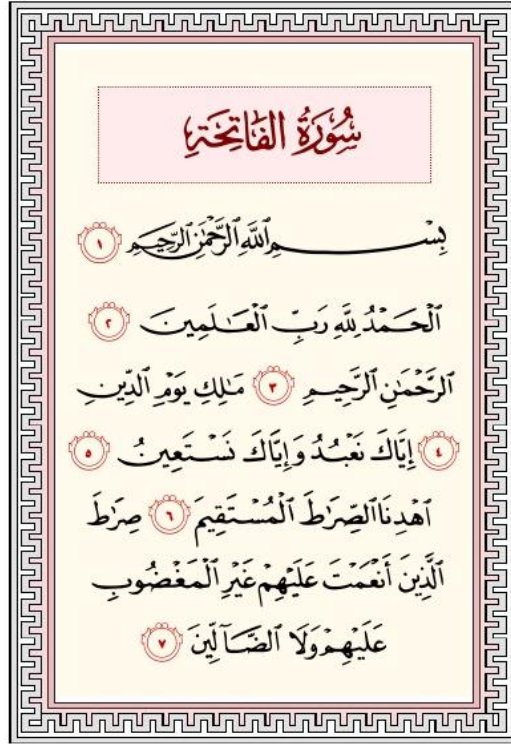 سُورَةُ الفَاتِحَةِ
بِسْمِ ٱللَّهِ ٱلرَّحْمَٰنِ ٱلرَّحِيمِ ١
ٱلْحَمْدُ لِلَّهِ رَبِّ ٱلْعَٰلَمِينَ ٢
ٱلرَّحْمَٰنِ ٱلرَّحِيمِ ٣ مَٰلِكِ يَوْمِ ٱلدِّينِ
٤ إِيَّاكَ نَعْبُدُ وَإِيَّاكَ نَسْتَعِينُ ٥
ٱهْدِنَا ٱلصِّرَٰطَ ٱلْمُسْتَقِيمَ ٦ صِرَٰطَ
ٱلَّذِينَ أَنْعَمْتَ عَلَيْهِمْ غَيْرِ ٱلْمَغْضُوبِ
عَلَيْهِمْ وَلَا ٱلضَّآلِّينَ ٧